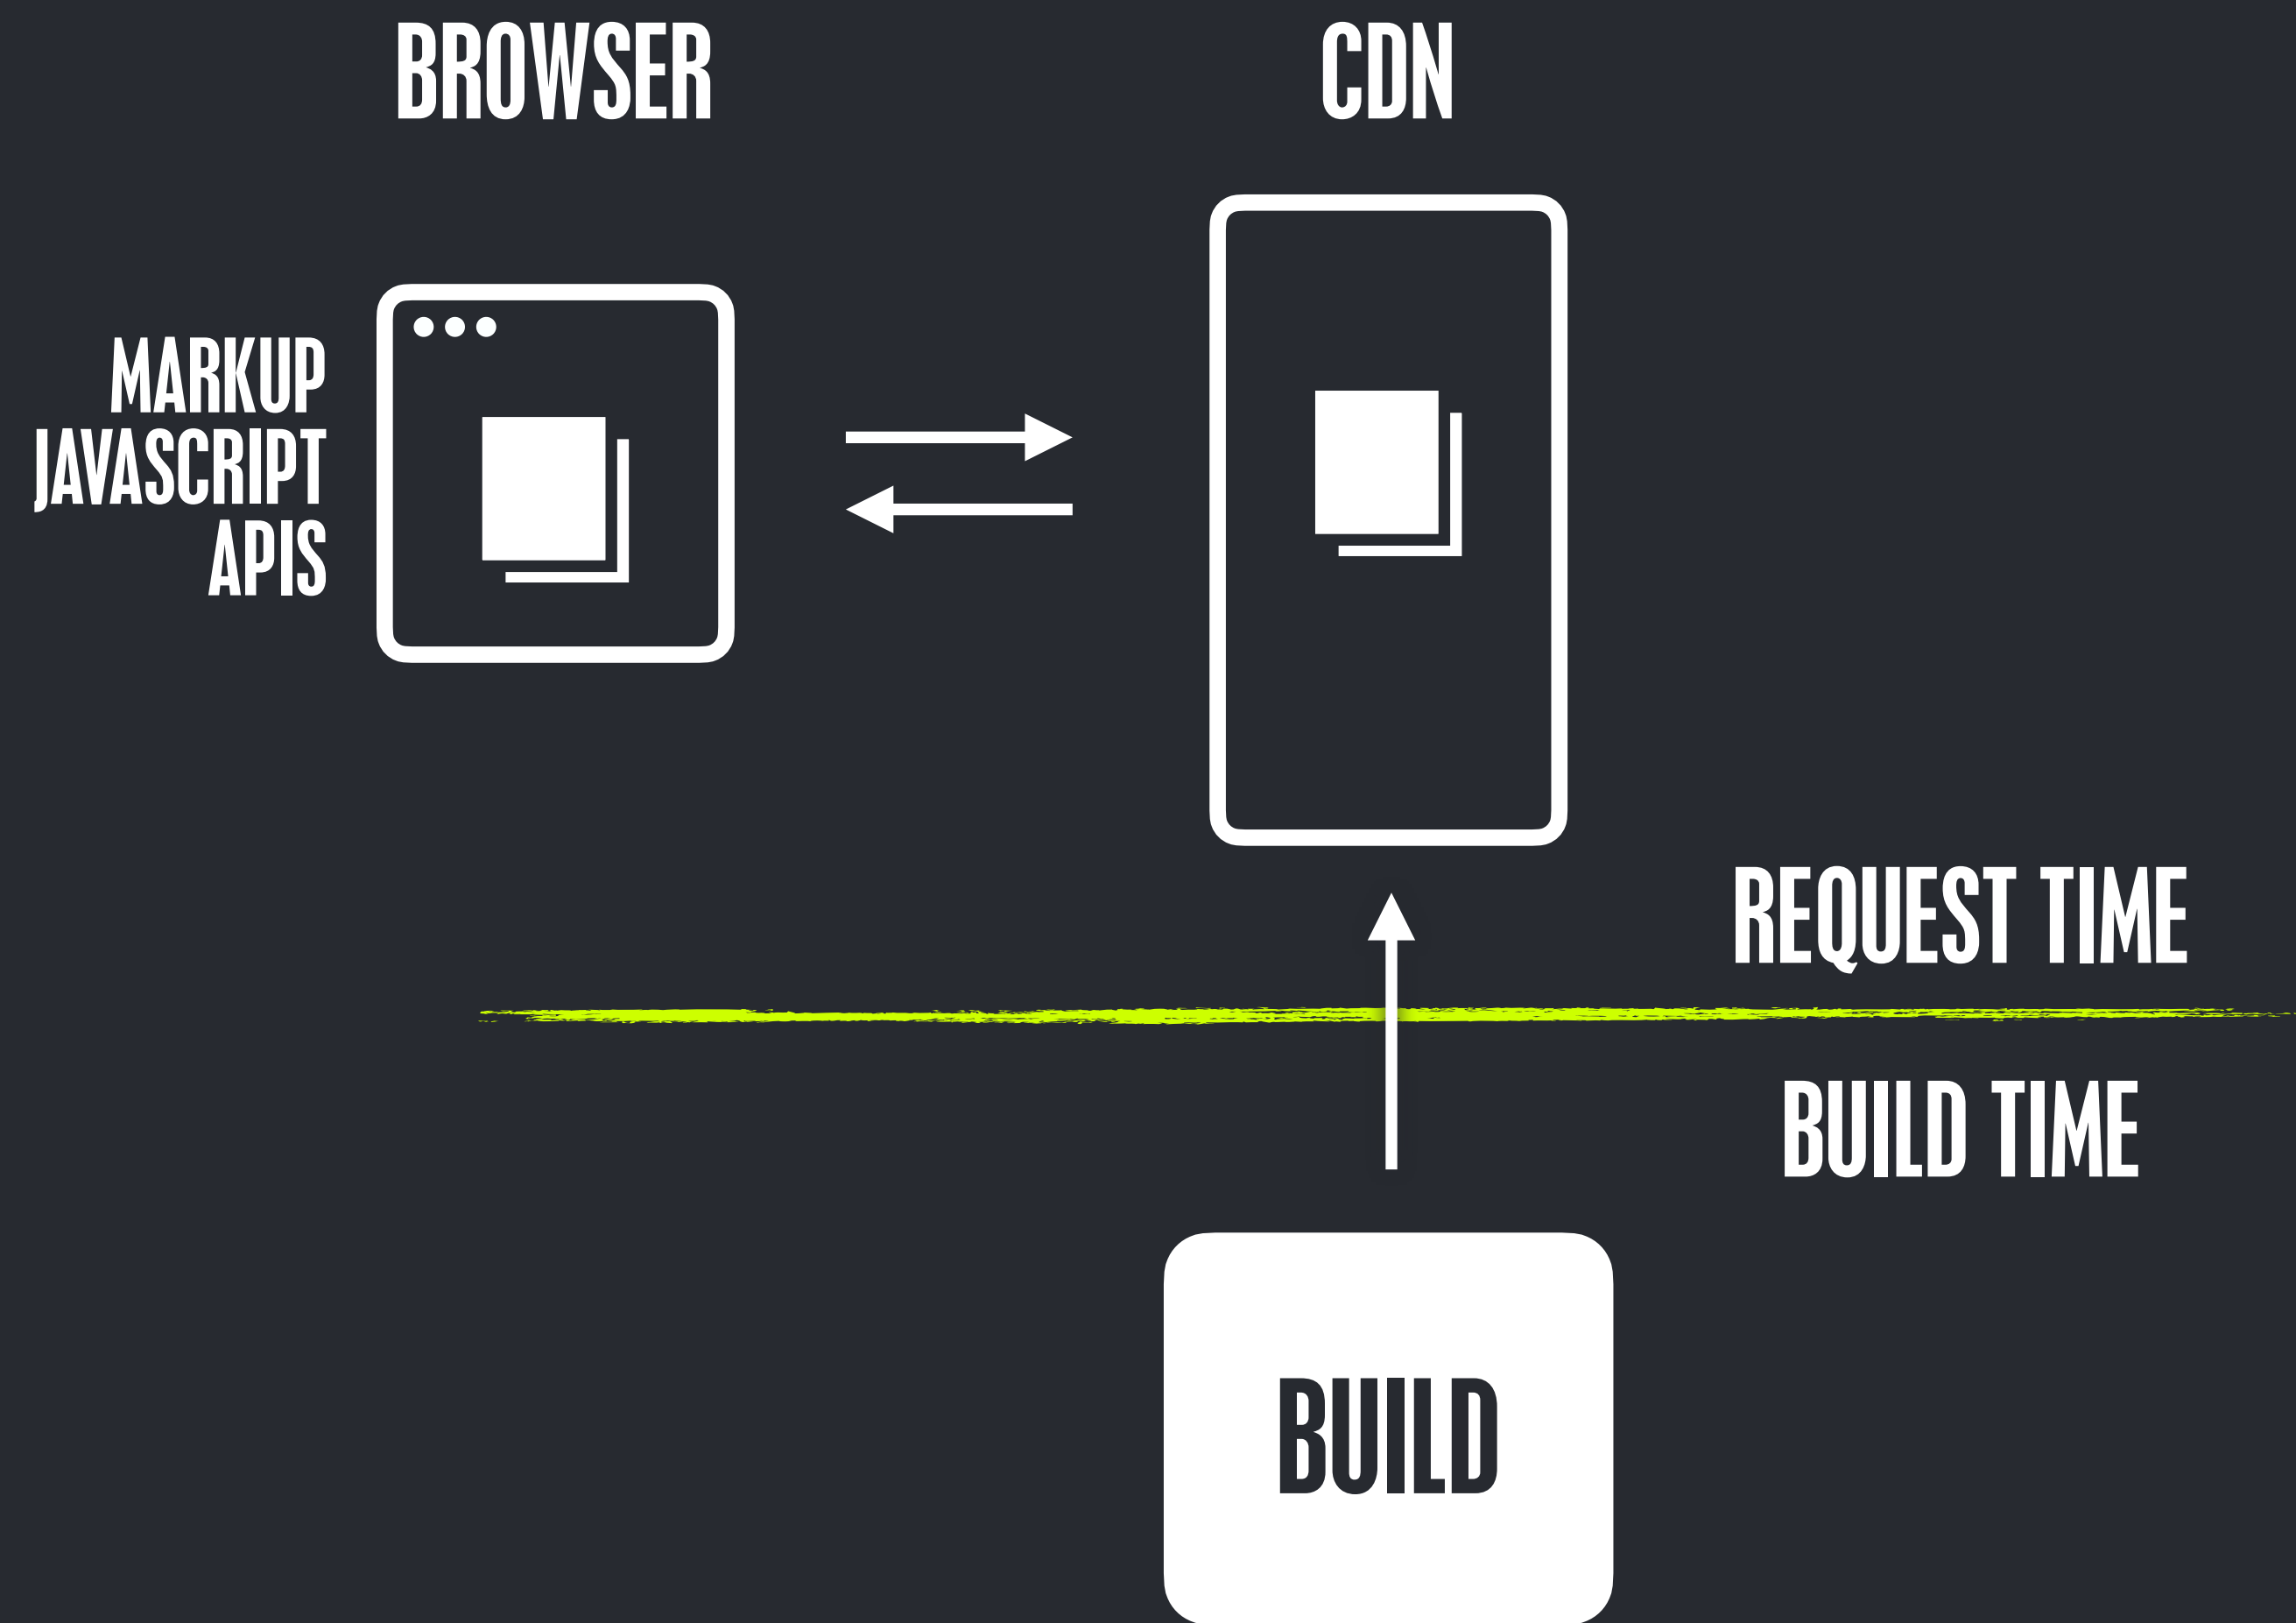 BROWSER
CDN
MARKUP
JAVASCRIPT
APIS
REQUEST TIME
BUILD TIME
BUILD